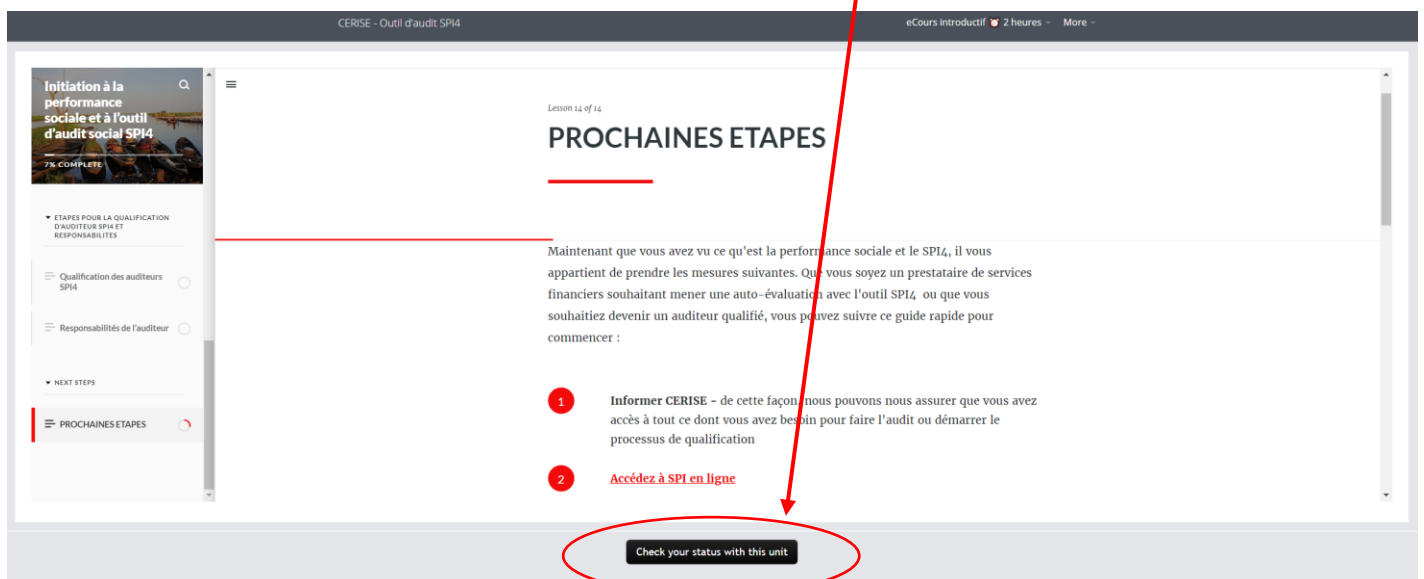 CERISE - Outil d'audit SPI4
eCours introductif 2 heures
More
Initiation à la
performance
sociale et à l'outil
d'audit social SPI4
7% COMPLETE
ETAPES POUR LA QUALIFICATION
D'AUDITEUR SPI4 ET
RESPONSABILITES
Qualification des auditeurs
SPI4
Responsabilités de l'auditeur
NEXT STEPS
PROCHAINES ETAPES
Lesson 14 of 14
PROCHAINES ETAPES
Maintenant que vous avez vu ce qu'est la performance sociale et le SPI4, il vous
appartient de prendre les mesures suivantes. Que vous soyez un prestataire de services
financiers souhaitant mener une auto-évaluation avec l'outil SPI4 ou que vous
souhaitiez devenir un auditeur qualifié, vous pouvez suivre ce guide rapide pour
commencer :
1 Informer CERISE - de cette façon, nous pouvons nous assurer que vous avez
accès à tout ce dont vous avez besoin pour faire l'audit ou démarrer le
processus de qualification
2 Accédez à SPI en ligne
Check your status with this unit